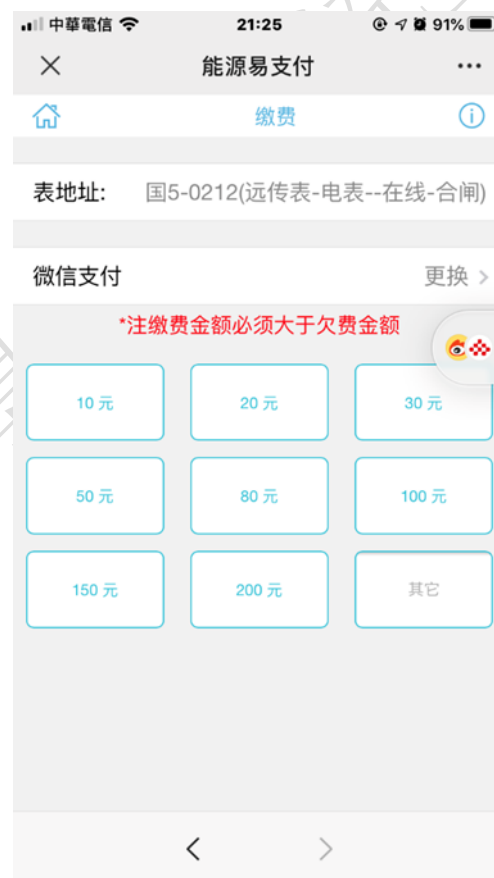 中華電信 21:25 91%
能源易支付
缴费
表地址: 国5-0212(远传表-电表--在线-合闸)
微信支付 更换
*注缴费金额必须大于欠费金额
10 元 20 元 30 元
50 元 80 元 100 元
150 元 200 元 其它